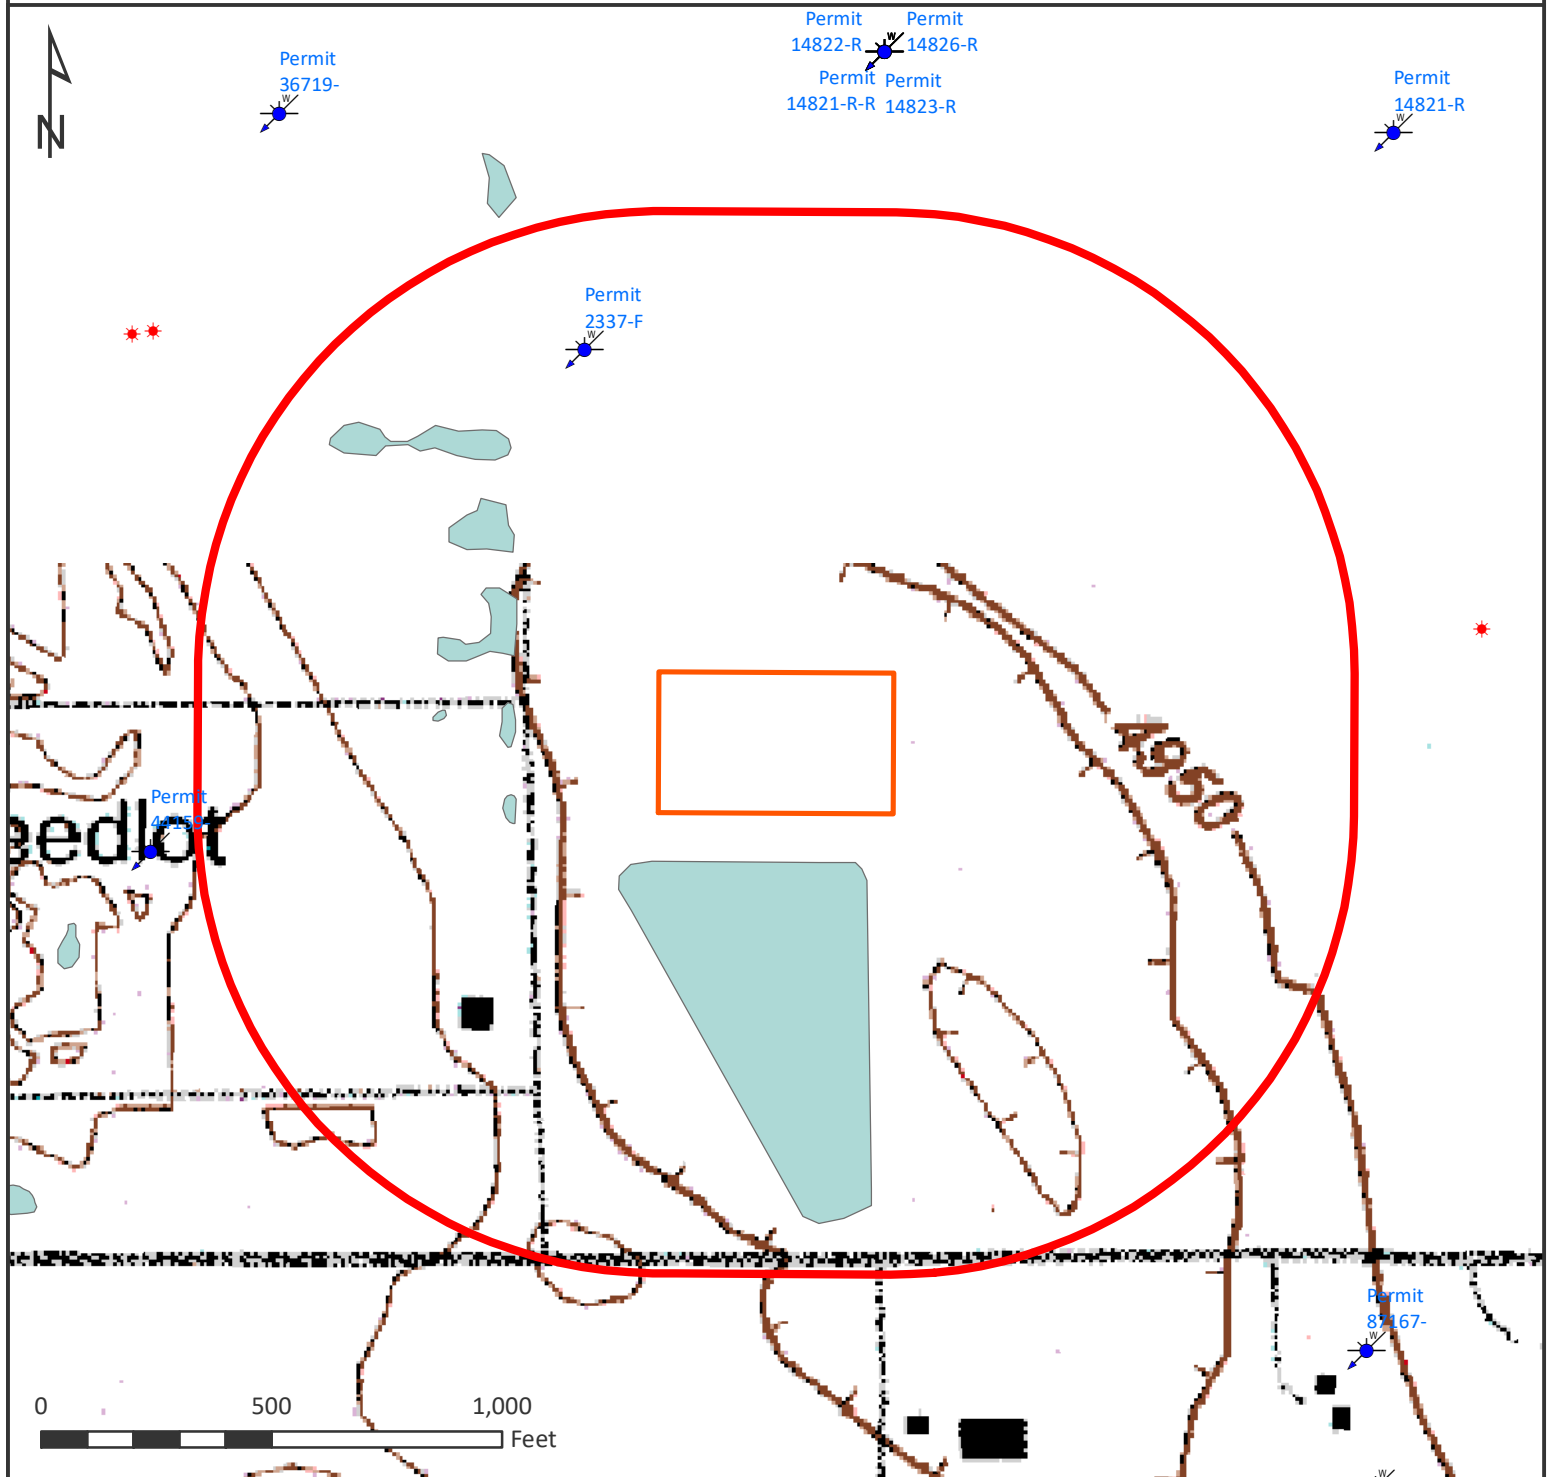 Permit
14822-R
Permit
14826-R
Permit
14821-R-R
Permit
14823-R
W
Permit
36719-
W
Permit
14821-R
W
N
Permit
2337-F
W
4950
Permit
eedlot
Permit
87167-
W
0
500
1,000
Feet
W